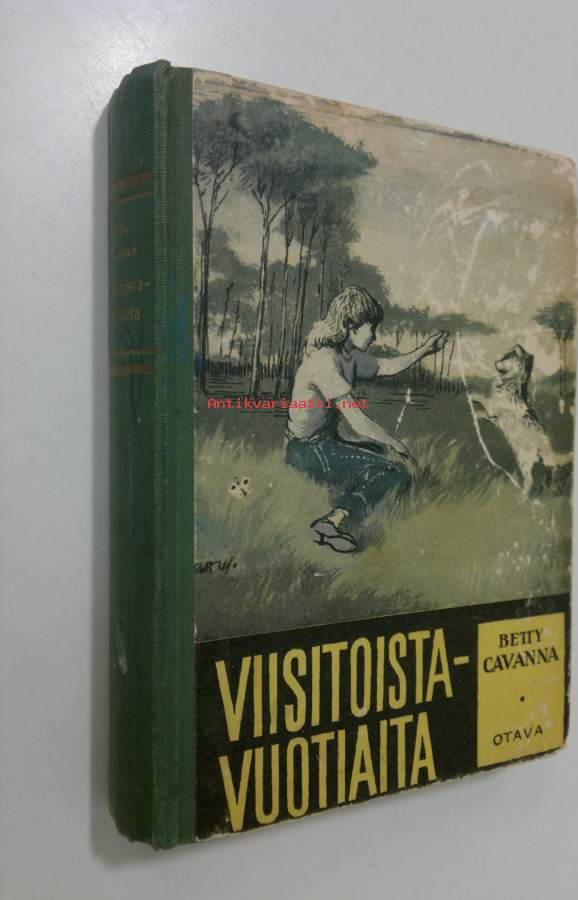 Antikvariaatti.net
VIISITOISTA-
VUOTIAITA
BETTY
CAVANNA
OTAVA